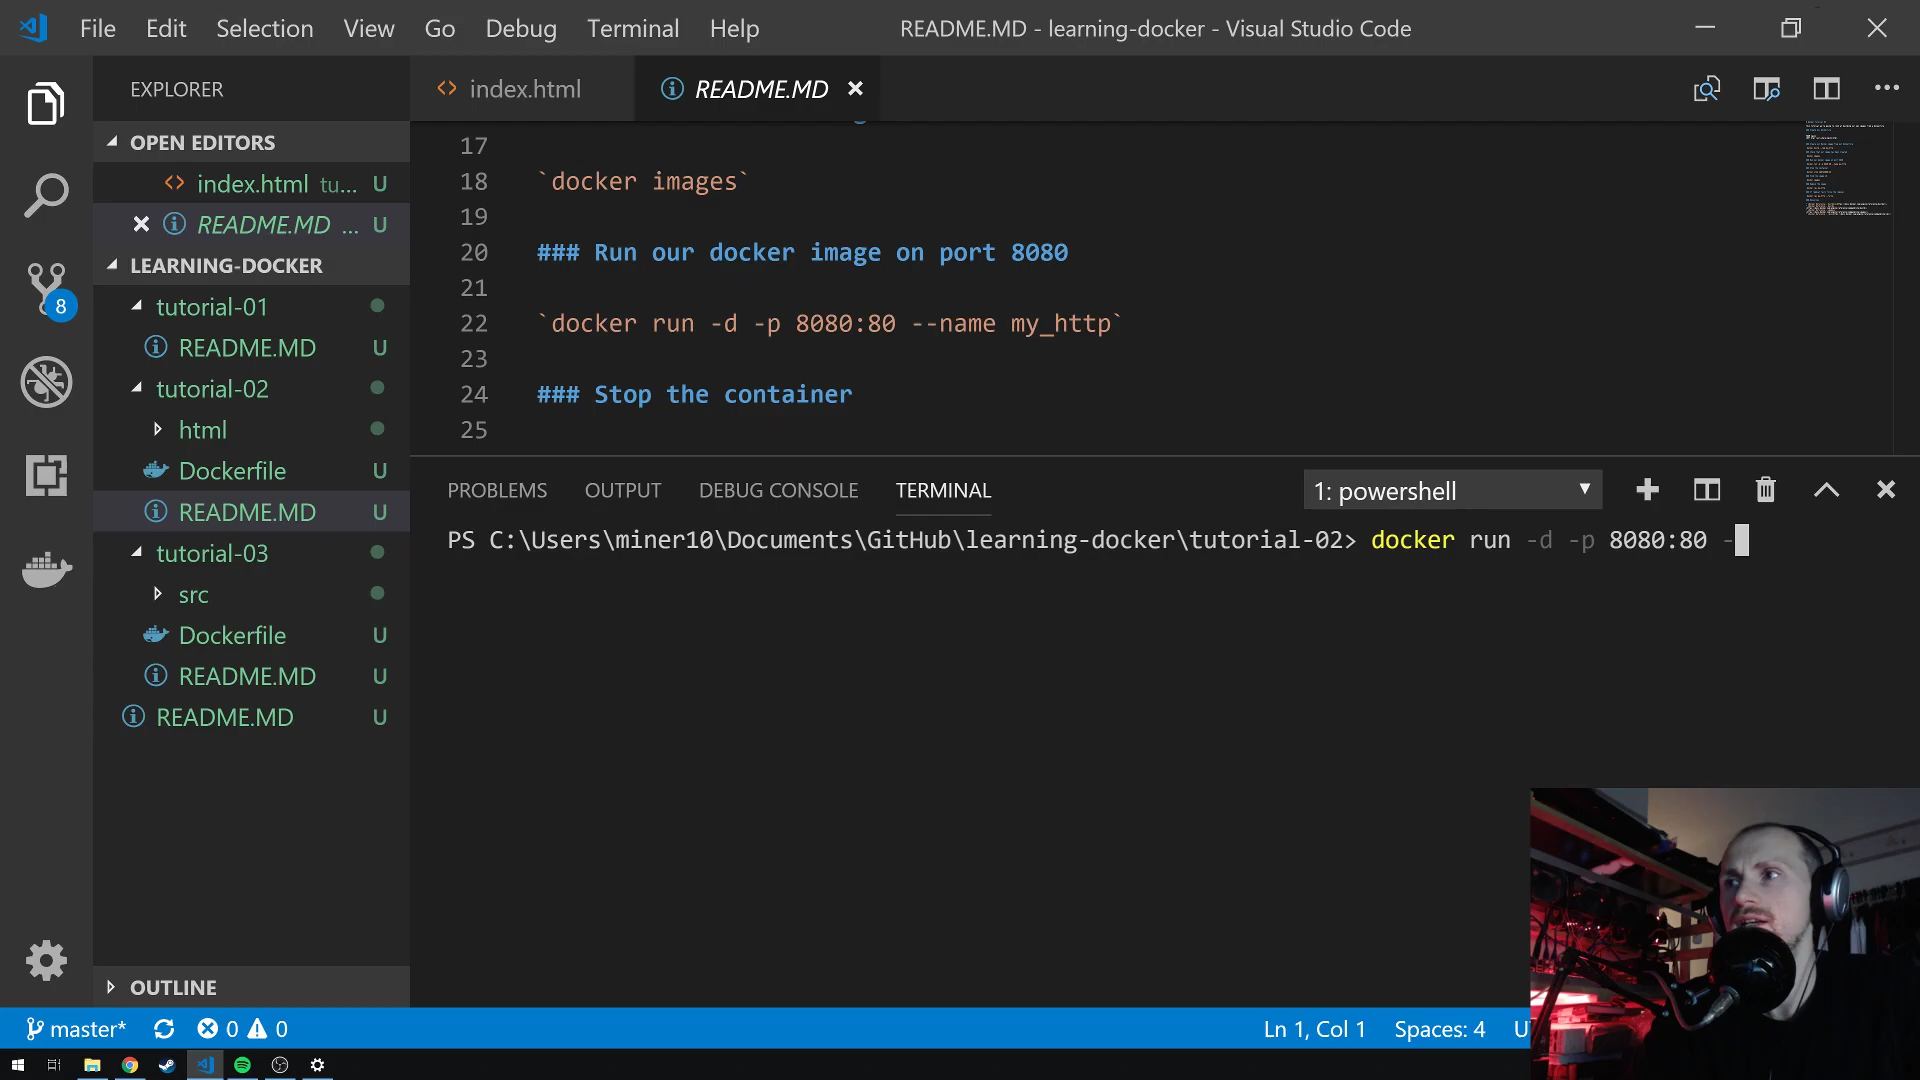 File Edit Selection View Go Debug Terminal Help
README.MD - learning-docker - Visual Studio Code
EXPLORER
OPEN EDITORS
index.html tu... U
README.MD ... U
LEARNING-DOCKER
tutorial-01
README.MD U
tutorial-02
html
Dockerfile U
README.MD U
tutorial-03
src
Dockerfile U
README.MD U
README.MD U
OUTLINE
8
index.html
README.MD
17
18 `docker images`
19
20 ### Run our docker image on port 8080
21
22 `docker run -d -p 8080:80 --name my_http`
23
24 ### Stop the container
25
PROBLEMS OUTPUT DEBUG CONSOLE TERMINAL
1: powershell
PS C:\Users\miner10\Documents\GitHub\learning-docker\tutorial-02> docker run -d -p 8080:80 -
master* 0 0
Ln 1, Col 1 Spaces: 4 U